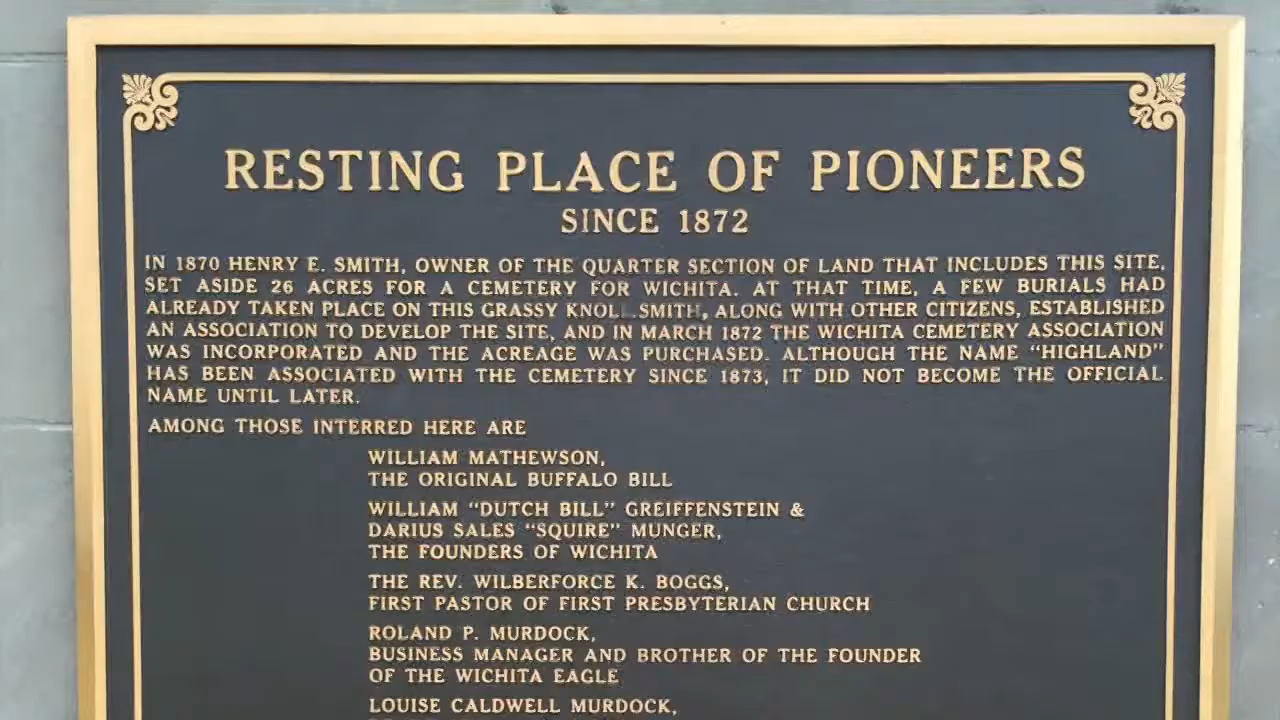 RESTING PLACE OF PIONEERS
SINCE 1872
IN 1870 HENRY E. SMITH, OWNER OF THE QUARTER SECTION OF LAND THAT INCLUDES THIS SITE,
SET ASIDE 26 ACRES FOR A CEMETERY FOR WICHITA. AT THAT TIME, A FEW BURIALS HAD
ALREADY TAKEN PLACE ON THIS GRASSY KNOLL. SMITH, ALONG WITH OTHER CITIZENS, ESTABLISHED
AN ASSOCIATION TO DEVELOP THE SITE, AND IN MARCH 1872 THE WICHITA CEMETERY ASSOCIATION
WAS INCORPORATED AND THE ACREAGE WAS PURCHASED. ALTHOUGH THE NAME "HIGHLAND"
HAS BEEN ASSOCIATED WITH THE CEMETERY SINCE 1873, IT DID NOT BECOME THE OFFICIAL
NAME UNTIL LATER.
AMONG THOSE INTERRED HERE ARE
WILLIAM MATHEWSON,
THE ORIGINAL BUFFALO BILL
WILLIAM "DUTCH BILL" GREIFFENSTEIN &
DARIUS SALES "SQUIRE" MUNGER,
THE FOUNDERS OF WICHITA
THE REV. WILBERFORCE K. BOGGS,
FIRST PASTOR OF FIRST PRESBYTERIAN CHURCH
ROLAND P. MURDOCK,
BUSINESS MANAGER AND BROTHER OF THE FOUNDER
OF THE WICHITA EAGLE
LOUISE CALDWELL MURDOCK,